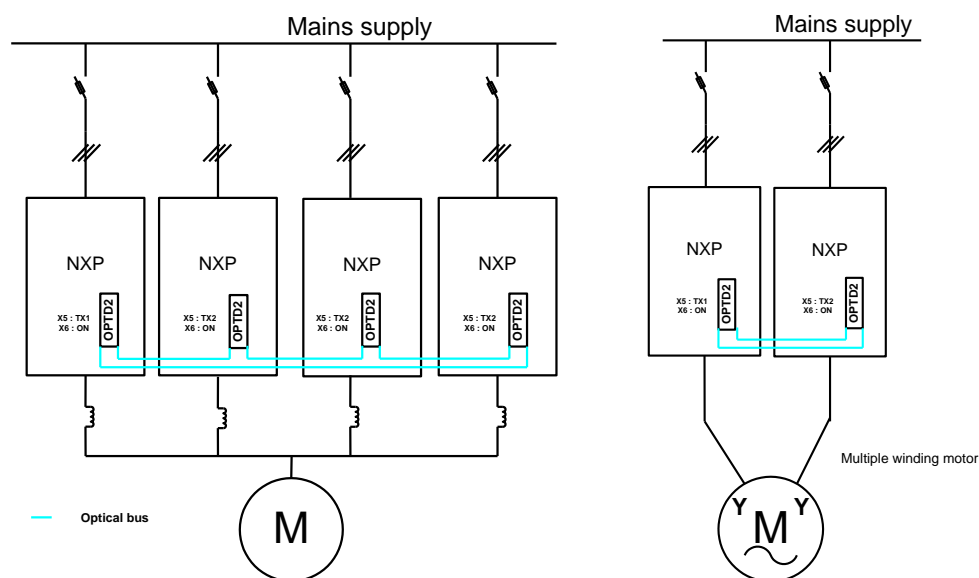 Mains supply
NXP
X5 : TX1
X6 : ON
OPTD2
NXP
X5 : TX2
X6 : ON
OPTD2
NXP
X5 : TX2
X6 : ON
OPTD2
NXP
X5 : TX2
X6 : ON
OPTD2
M
Optical bus
Mains supply
NXP
X5 : TX1
X6 : ON
OPTD2
NXP
X5 : TX2
X6 : ON
OPTD2
Multiple winding motor
Y Y
M